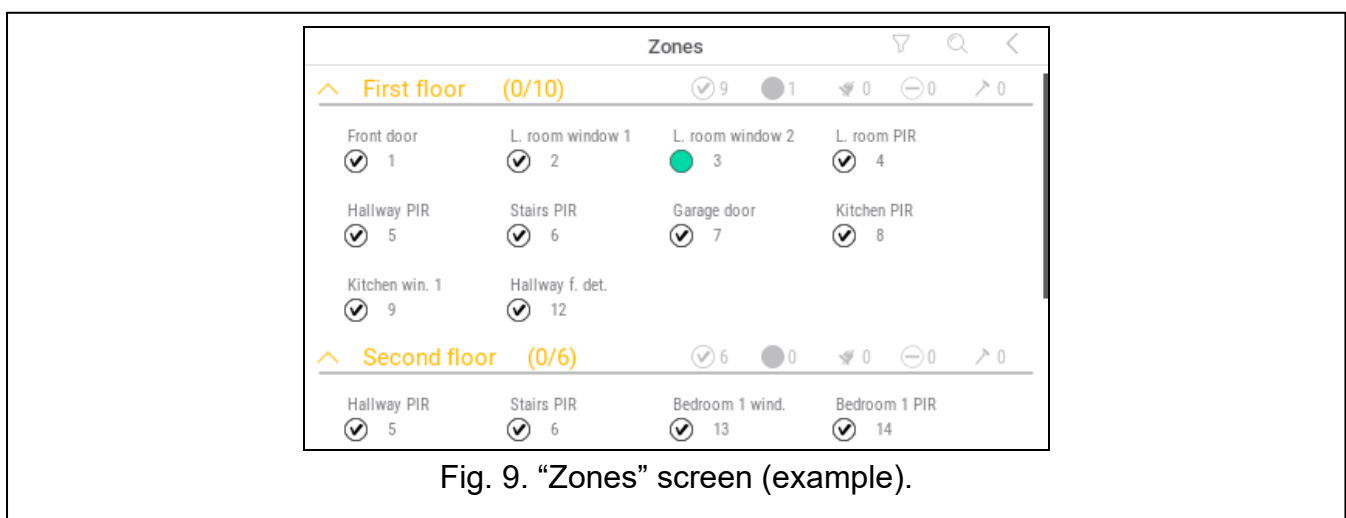 Zones
First floor (0/10) 9 1 0 0 0
Front door L. room window 1 L. room window 2 L. room PIR
1 2 3 4
Hallway PIR Stairs PIR Garage door Kitchen PIR
5 6 7 8
Kitchen win. 1 Hallway f. det.
9 12
Second floor (0/6) 6 0 0 0 0
Hallway PIR Stairs PIR Bedroom 1 wind. Bedroom 1 PIR
5 6 13 14
Fig. 9. “Zones” screen (example).